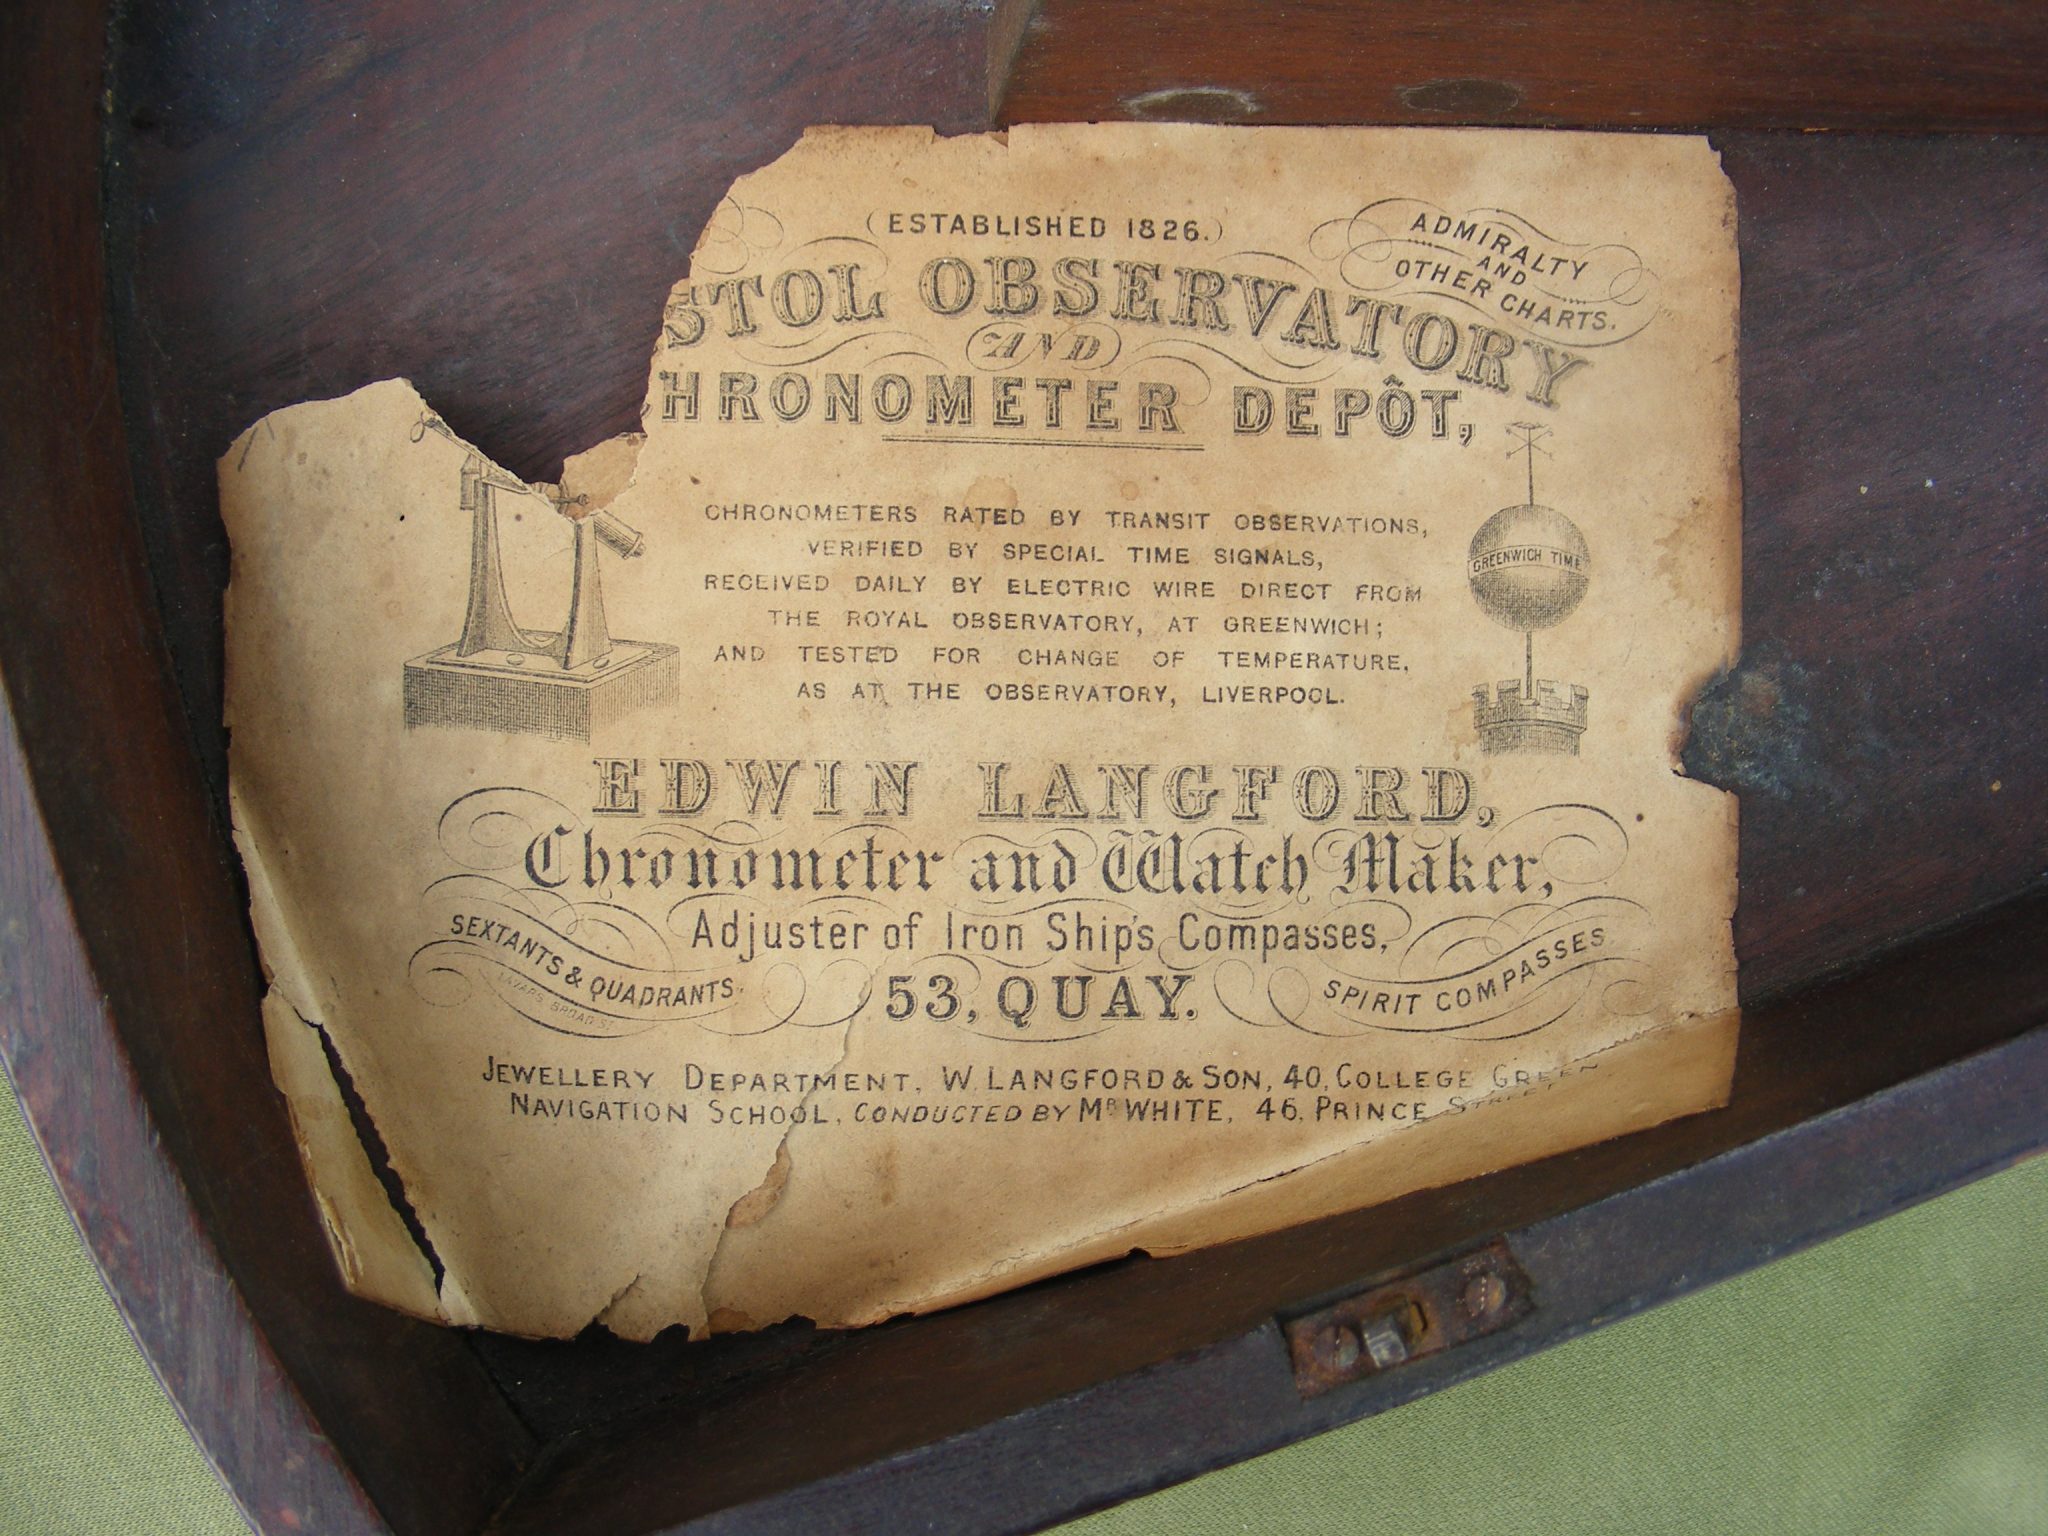 (ESTABLISHED 1826.)
ADMIRALTY
AND
OTHER CHARTS.
STOL OBSERVATORY
AND
HRONOMETER DEPÔT,
CHRONOMETERS RATED BY TRANSIT OBSERVATIONS,
VERIFIED BY SPECIAL TIME SIGNALS,
RECEIVED DAILY BY ELECTRIC WIRE DIRECT FROM
THE ROYAL OBSERVATORY, AT GREENWICH;
AND TESTED FOR CHANGE OF TEMPERATURE,
AS AT THE OBSERVATORY, LIVERPOOL.
GREENWICH TIME
EDWIN LANGFORD,
Chronometer and Watch Maker,
Adjuster of Iron Ship's Compasses,
SEXTANTS & QUADRANTS.
BROAD ST
53, QUAY.
SPIRIT COMPASSES
JEWELLERY DEPARTMENT, W. LANGFORD & SON, 40, COLLEGE GREEN
NAVIGATION SCHOOL, CONDUCTED BY MR WHITE, 46, PRINCE STREET